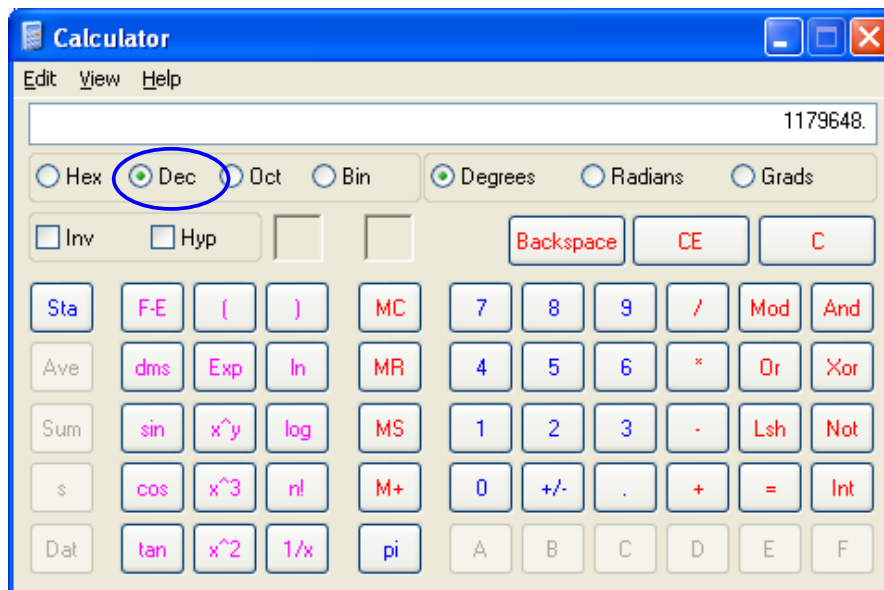 Calculator
Edit View Help
1179648.
Hex Dec Oct Bin Degrees Radians Grads
Inv Hyp Backspace CE C
Sta F-E ( ) MC 7 8 9 / Mod And
Ave dms Exp ln MR 4 5 6 * Or Xor
Sum sin x^y log MS 1 2 3 - Lsh Not
s cos x^3 n! M+ 0 +/- . + = Int
Dat tan x^2 1/x pi A B C D E F